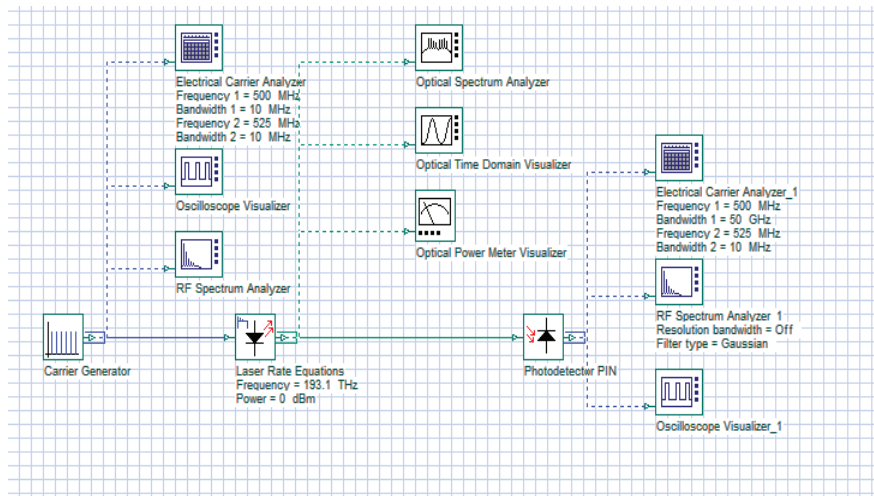 Electrical Carrier Analyzer
Frequency 1 = 500 MHz
Bandwidth 1 = 10 MHz
Frequency 2 = 525 MHz
Bandwidth 2 = 10 MHz
Oscilloscope Visualizer
RF Spectrum Analyzer
Carrier Generator
Laser Rate Equations
Frequency = 193.1 THz
Power = 0 dBm
Optical Spectrum Analyzer
Optical Time Domain Visualizer
Optical Power Meter Visualizer
Photodetector PIN
Electrical Carrier Analyzer_1
Frequency 1 = 500 MHz
Bandwidth 1 = 50 GHz
Frequency 2 = 525 MHz
Bandwidth 2 = 10 MHz
RF Spectrum Analyzer_1
Resolution bandwidth = Off
Filter type = Gaussian
Oscilloscope Visualizer_1